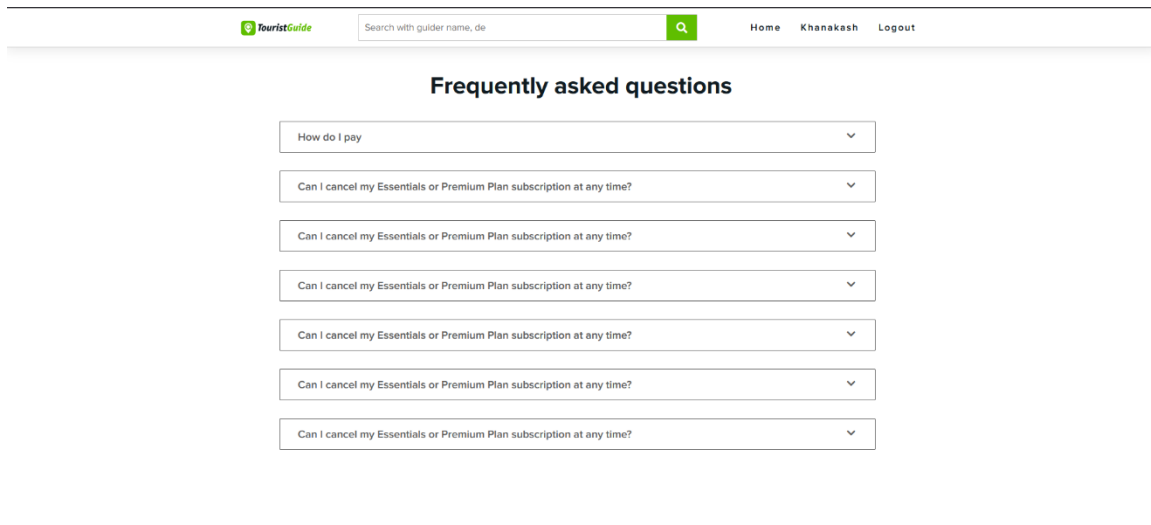 TouristGuide
Search with guider name, de
Home Khanakash Logout
Frequently asked questions
How do I pay
Can I cancel my Essentials or Premium Plan subscription at any time?
Can I cancel my Essentials or Premium Plan subscription at any time?
Can I cancel my Essentials or Premium Plan subscription at any time?
Can I cancel my Essentials or Premium Plan subscription at any time?
Can I cancel my Essentials or Premium Plan subscription at any time?
Can I cancel my Essentials or Premium Plan subscription at any time?